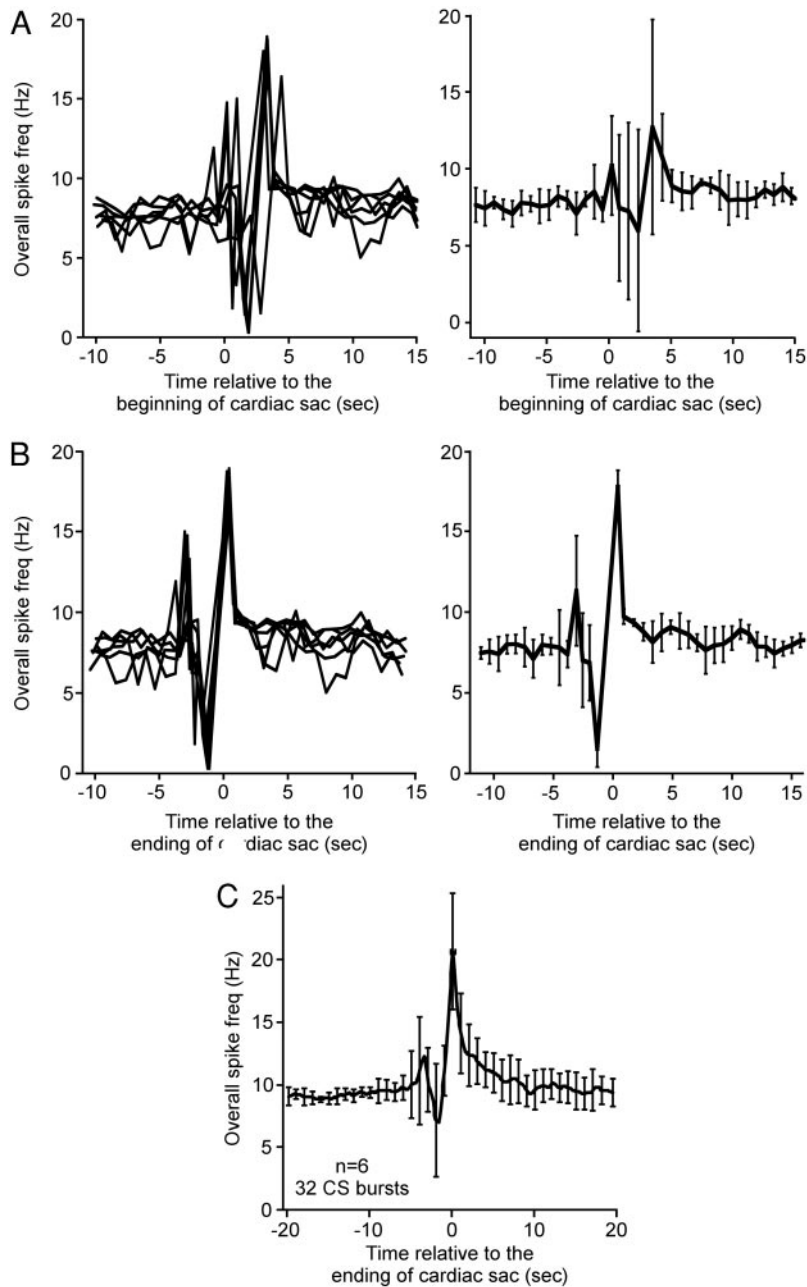 A
Overall spike freq (Hz)
20
15
10
5
0
-10 -5 0 5 10 15
Time relative to the
beginning of cardiac sac (sec)
20
15
10
5
0
-10 -5 0 5 10 15
Time relative to the
beginning of cardiac sac (sec)
B
Overall spike freq (Hz)
20
15
10
5
0
-10 -5 0 5 10 15
Time relative to the
ending of c rdiac sac (sec)
20
15
10
5
0
-10 -5 0 5 10 15
Time relative to the
ending of cardiac sac (sec)
C
Overall spike freq (Hz)
25
20
15
10
5
0
n=6
32 CS bursts
-20 -10 0 10 20
Time relative to the
ending of cardiac sac (sec)